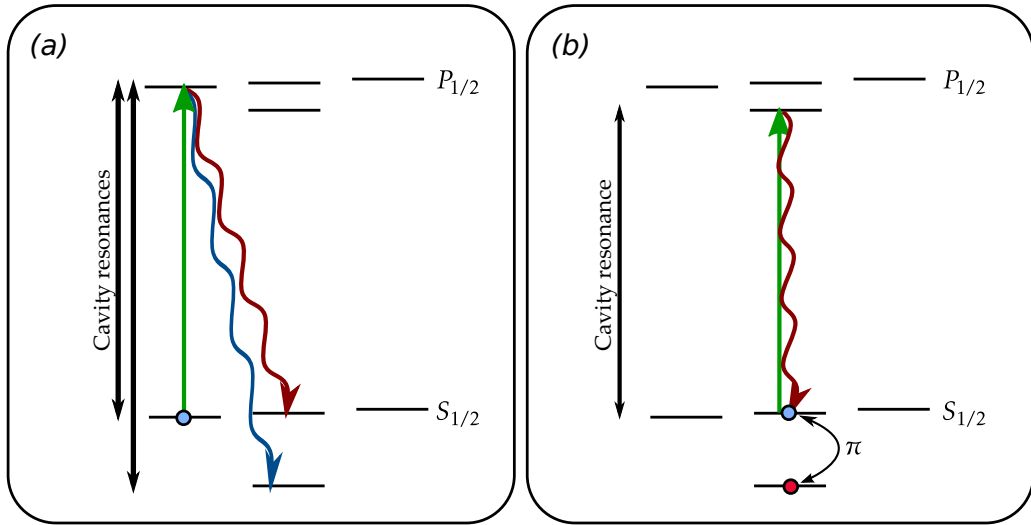 (a)
P1/2
Cavity resonances
S1/2
(b)
P1/2
Cavity resonance
S1/2
π